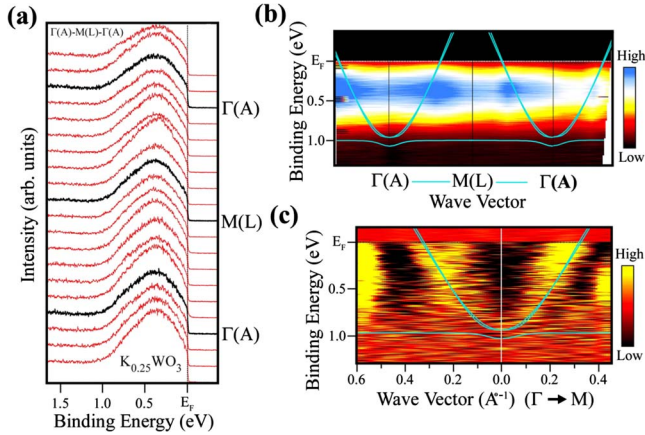 (a)
Γ(A)-M(L)-Γ(A)
Γ(A)
M(L)
Γ(A)
K0.25WO3
Intensity (arb. units)
1.5 1.0 0.5 EF
Binding Energy (eV)
(b)
EF
0.5
1.0
Binding Energy (eV)
Γ(A) M(L) Γ(A)
Wave Vector
High
Low
(c)
EF
0.5
1.0
Binding Energy (eV)
0.6 0.4 0.2 0.0 0.2 0.4
Wave Vector (A°⁻¹) (Γ → M)
High
Low